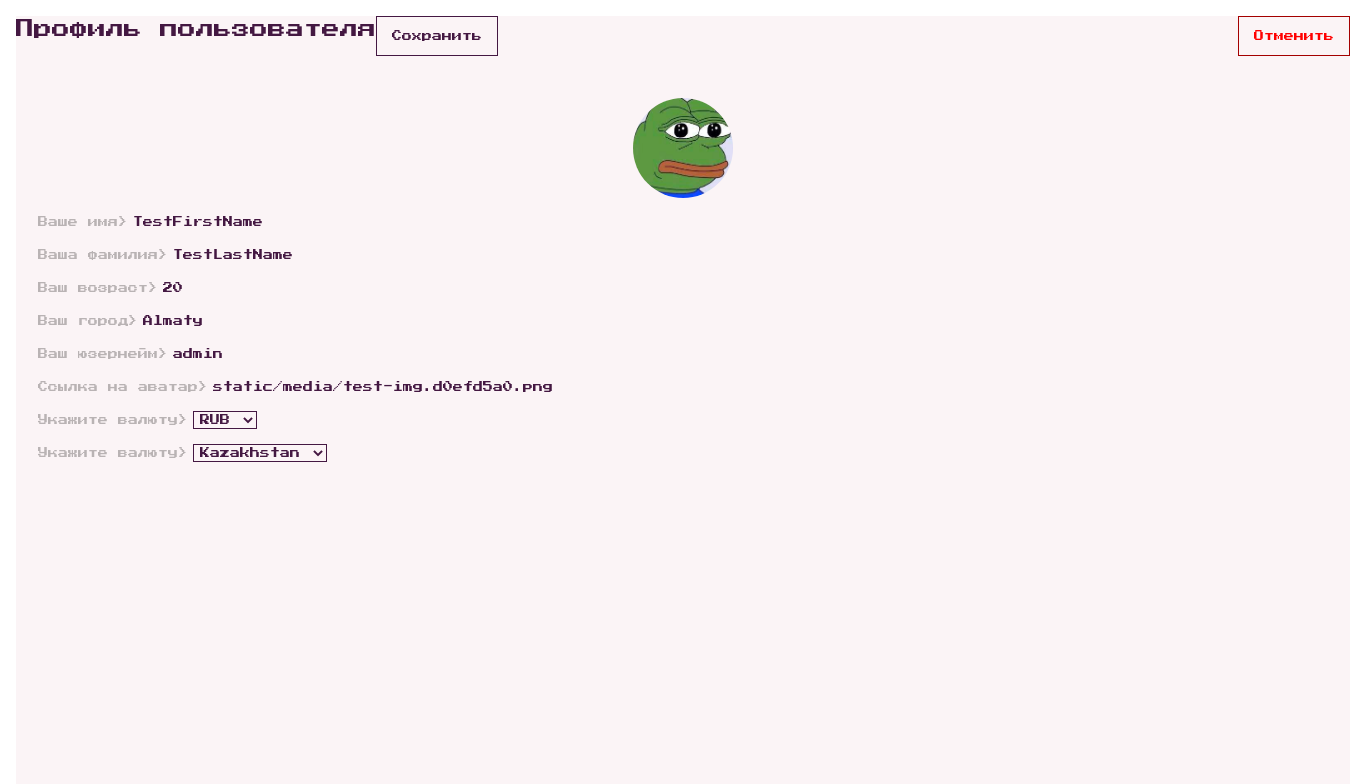 Профиль пользователя Сохранить Отменить
Ваше имя> TestFirstName
Ваша фамилия> TestLastName
Ваш возраст> 20
Ваш город> Almaty
Ваш юзернейм> admin
Ссылка на аватар> static/media/test-img.d0efd5a0.png
Укажите валюту> RUB
Укажите валюту> Kazakhstan